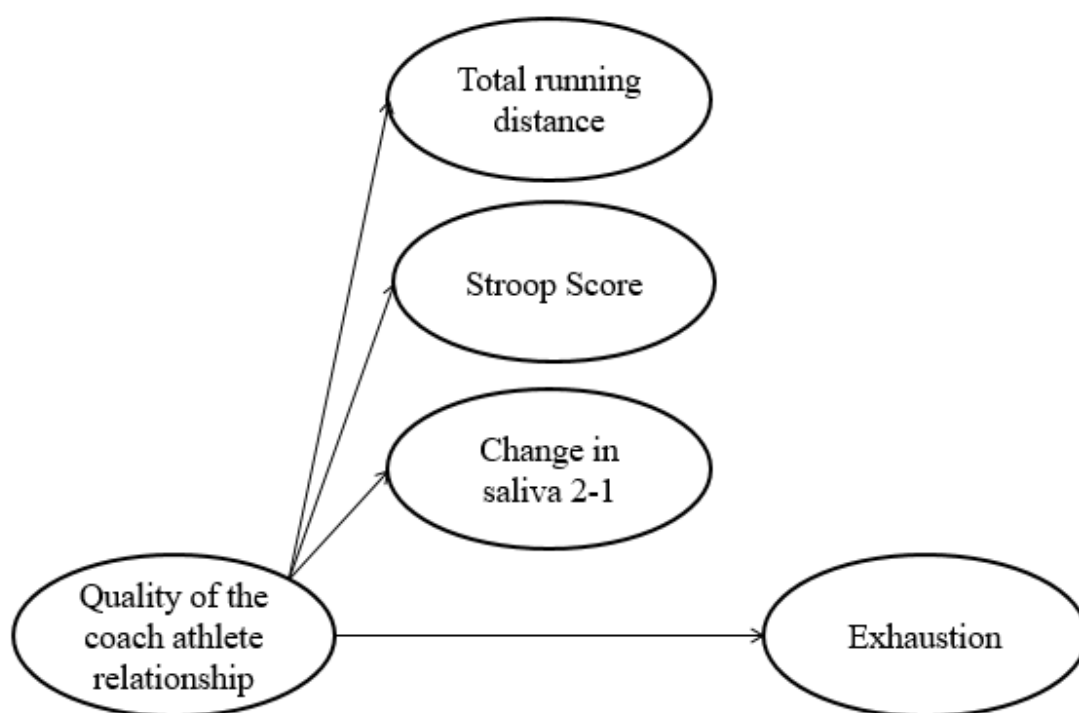 Total running
distance
Stroop Score
Change in
saliva 2-1
Quality of the
coach athlete
relationship
Exhaustion